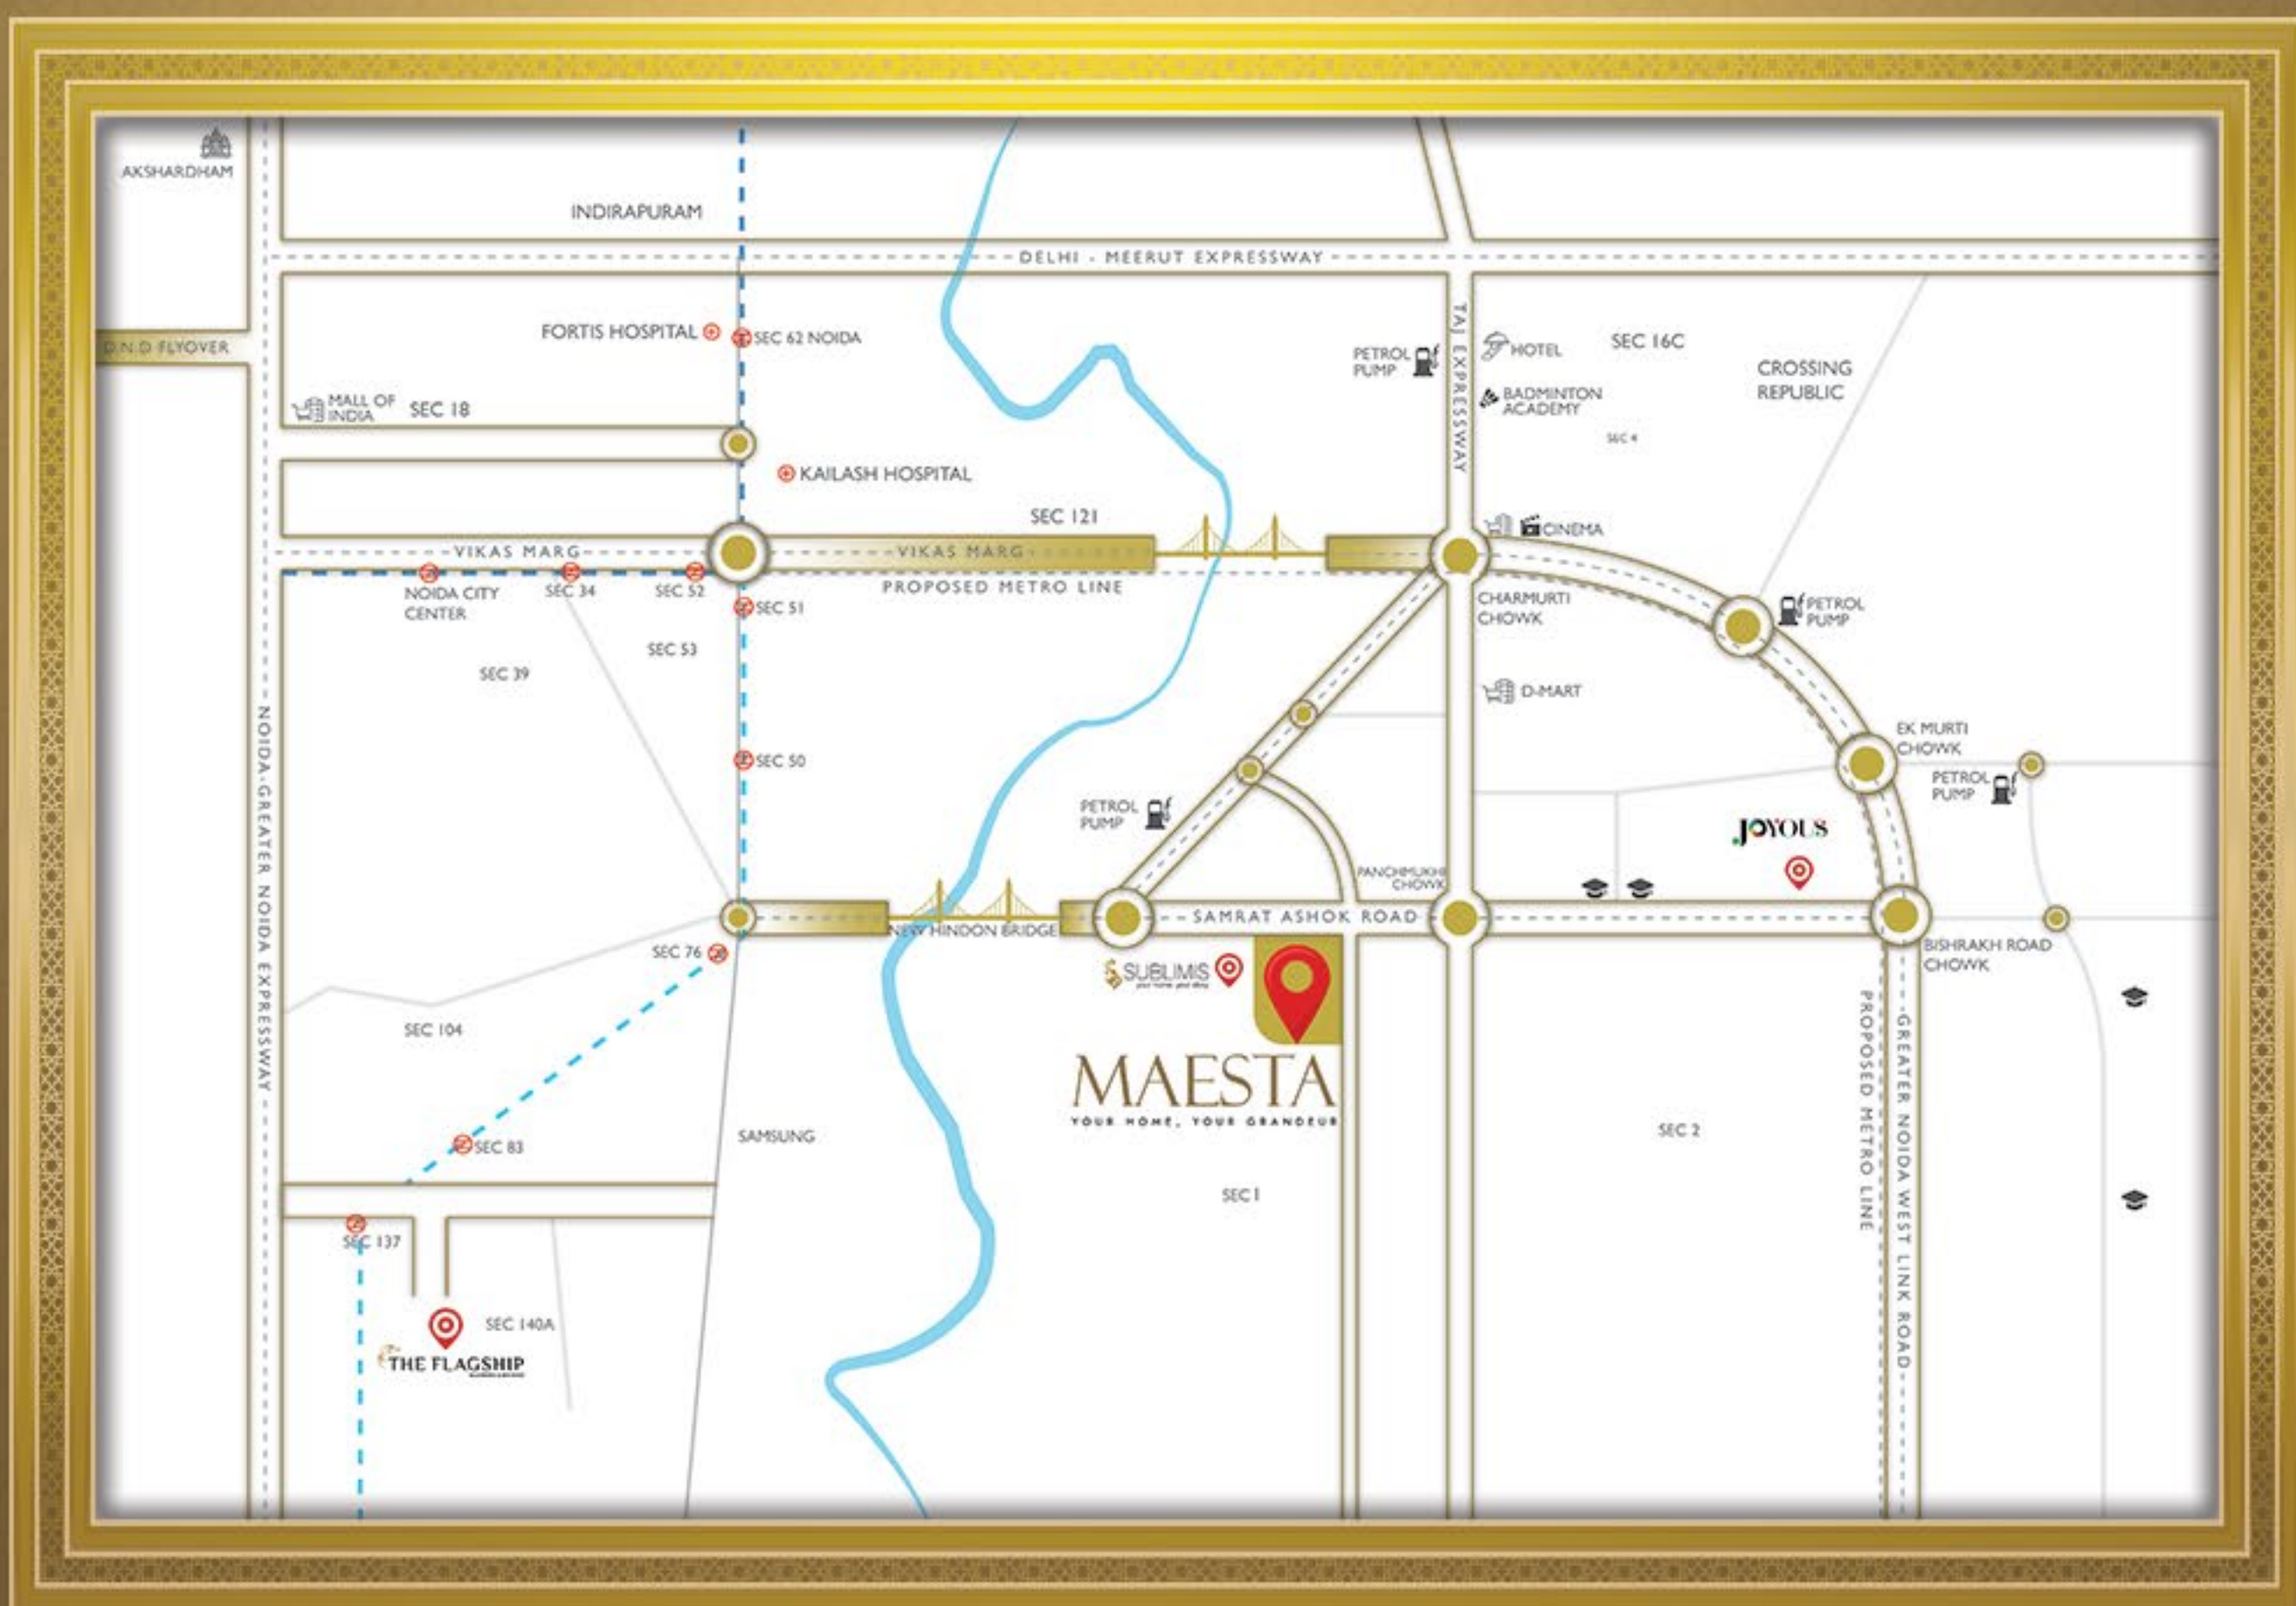 AKSHARDHAM
INDIRAPURAM
DELHI - MEERUT EXPRESSWAY
FORTIS HOSPITAL
SEC 62 NOIDA
D.N.D FLYOVER
TAJ EXPRESSWAY
PETROL
PUMP
HOTEL
SEC 16C
CROSSING
REPUBLIC
MALL OF
INDIA
SEC 18
BADMINTON
ACADEMY
SEC 4
KAILASH HOSPITAL
SEC 121
CINEMA
VIKAS MARG
VIKAS MARG
PROPOSED METRO LINE
NOIDA CITY
CENTER
SEC 34
SEC 52
SEC 51
CHARMURTI
CHOWK
PETROL
PUMP
SEC 53
SEC 39
D-MART
NOIDA-GREATER NOIDA EXPRESSWAY
EK MURTI
CHOWK
SEC 50
PETROL
PUMP
PETROL
PUMP
JOYOUS
PANCHMUKHI
CHOWK
SAMRAT ASHOK ROAD
NEW HINDON BRIDGE
SEC 76
BISHRAKH ROAD
CHOWK
SUBLIMIS
your home your story
SEC 104
MAESTA
YOUR HOME, YOUR GRANDEUR
PROPOSED METRO LINE
GREATER NOIDA WEST LINK ROAD
SEC 83
SAMSUNG
SEC 2
SEC 1
SEC 137
SEC 140A
THE FLAGSHIP